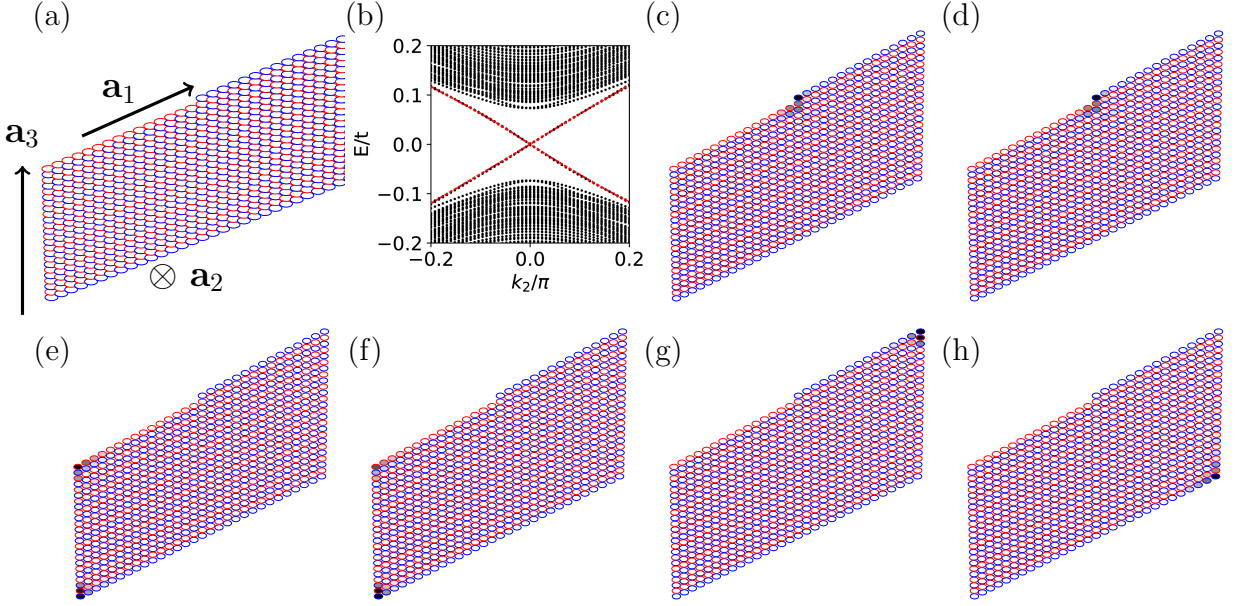 (a)
a1
a3
⊗ a2
(b)
0.2
0.1
0.0
−0.1
−0.2
E/t
−0.2 0.0 0.2
k2/π
(c)
(d)
(e)
(f)
(g)
(h)